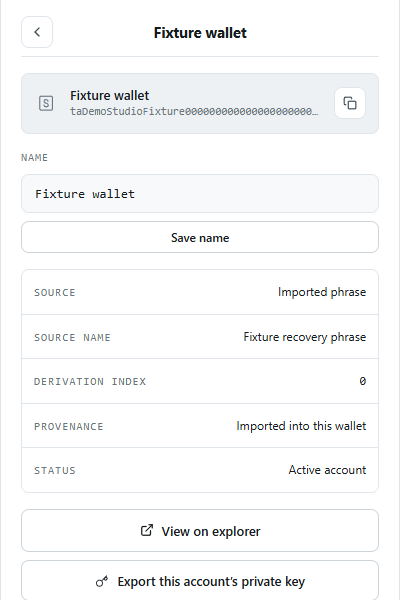 Fixture wallet
Fixture wallet
taDemoStudioFixture00000000000000000000…
NAME
Fixture wallet
Save name
SOURCE Imported phrase
SOURCE NAME Fixture recovery phrase
DERIVATION INDEX 0
PROVENANCE Imported into this wallet
STATUS Active account
View on explorer
Export this account's private key